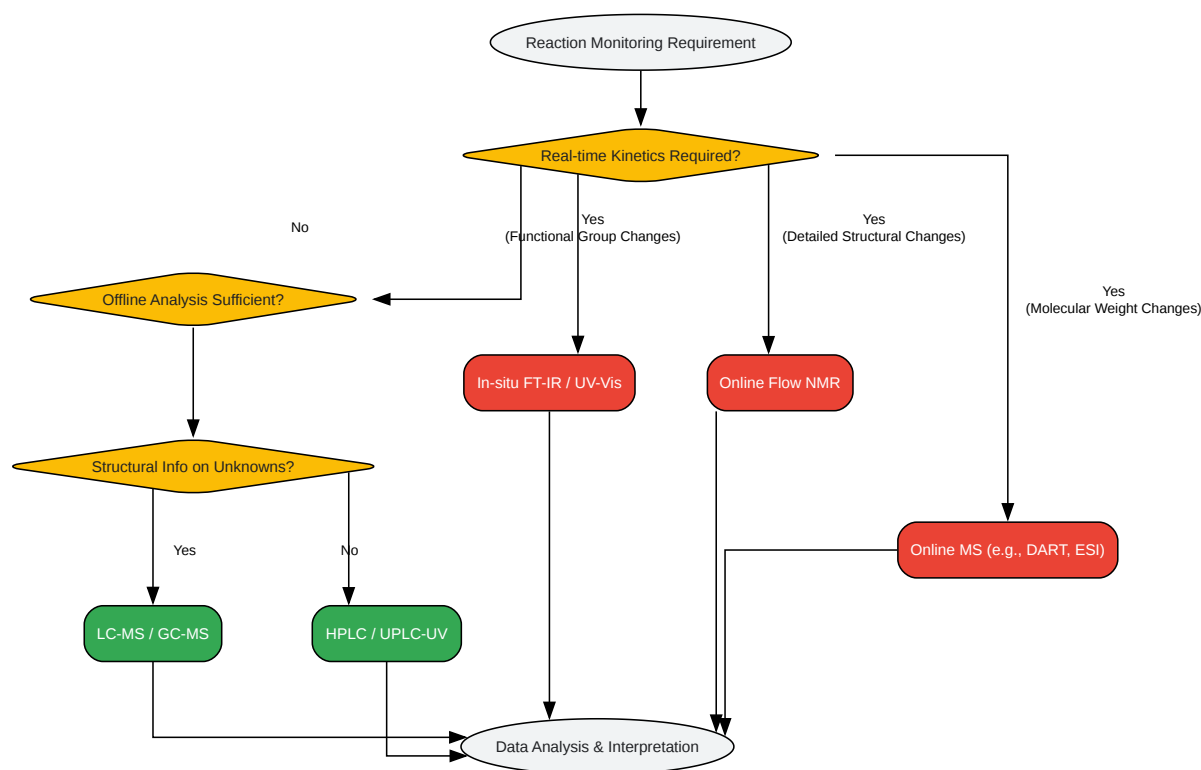 Reaction Monitoring Requirement
Real-time Kinetics Required?
No
Yes
(Functional Group Changes)
Yes
(Detailed Structural Changes)
Yes
(Molecular Weight Changes)
Offline Analysis Sufficient?
In-situ FT-IR / UV-Vis
Online Flow NMR
Structural Info on Unknowns?
Yes
No
Online MS (e.g., DART, ESI)
LC-MS / GC-MS
HPLC / UPLC-UV
Data Analysis & Interpretation